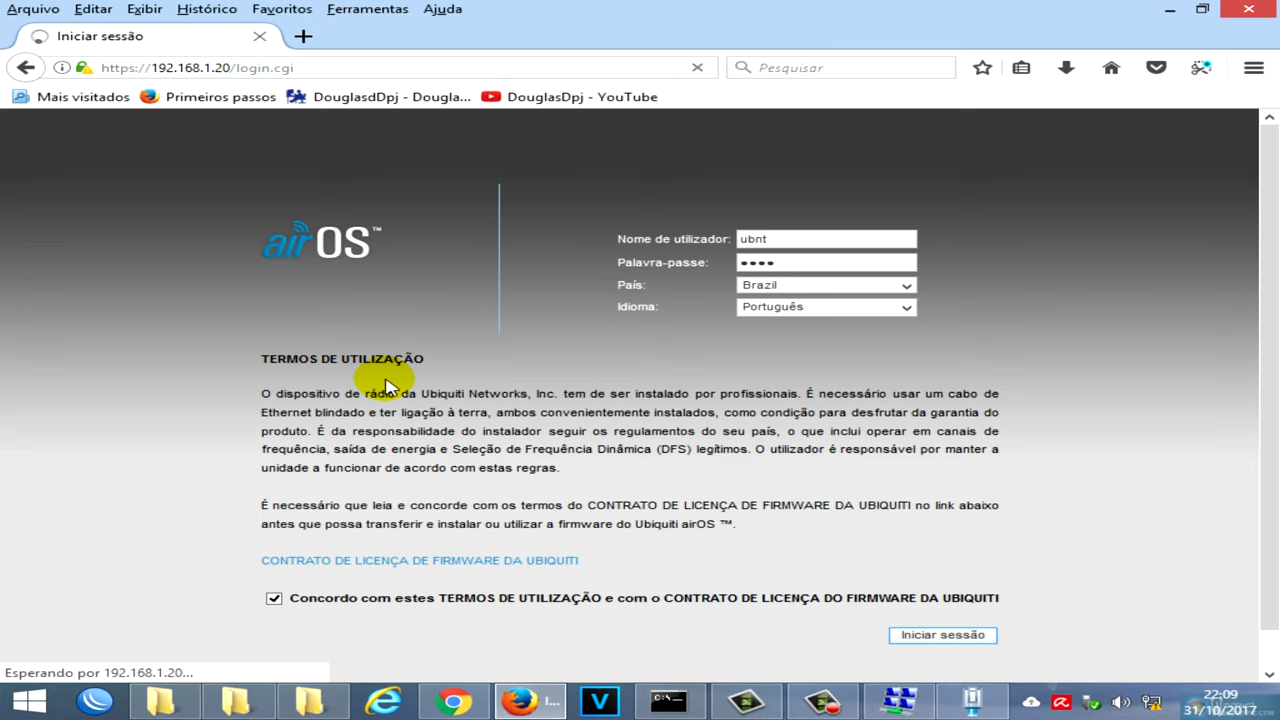 Arquivo Editar Exibir Histórico Favoritos Ferramentas Ajuda
Iniciar sessão
https://192.168.1.20/login.cgi
Pesquisar
Mais visitados Primeiros passos DouglasdDpj - Dougla... DouglasDpj - YouTube
airOS™
Nome de utilizador: ubnt
Palavra-passe: ••••
País: Brazil
Idioma: Português
TERMOS DE UTILIZAÇÃO
O dispositivo de rádio da Ubiquiti Networks, Inc. tem de ser instalado por profissionais. É necessário usar um cabo de
Ethernet blindado e ter ligação à terra, ambos convenientemente instalados, como condição para desfrutar da garantia do
produto. É da responsabilidade do instalador seguir os regulamentos do seu país, o que inclui operar em canais de
frequência, saída de energia e Seleção de Frequência Dinâmica (DFS) legítimos. O utilizador é responsável por manter a
unidade a funcionar de acordo com estas regras.
É necessário que leia e concorde com os termos do CONTRATO DE LICENÇA DE FIRMWARE DA UBIQUITI no link abaixo
antes que possa transferir e instalar ou utilizar a firmware do Ubiquiti airOS ™.
CONTRATO DE LICENÇA DE FIRMWARE DA UBIQUITI
Concordo com estes TERMOS DE UTILIZAÇÃO e com o CONTRATO DE LICENÇA DO FIRMWARE DA UBIQUITI
Iniciar sessão
Esperando por 192.168.1.20...
I...
22:09
31/10/2017